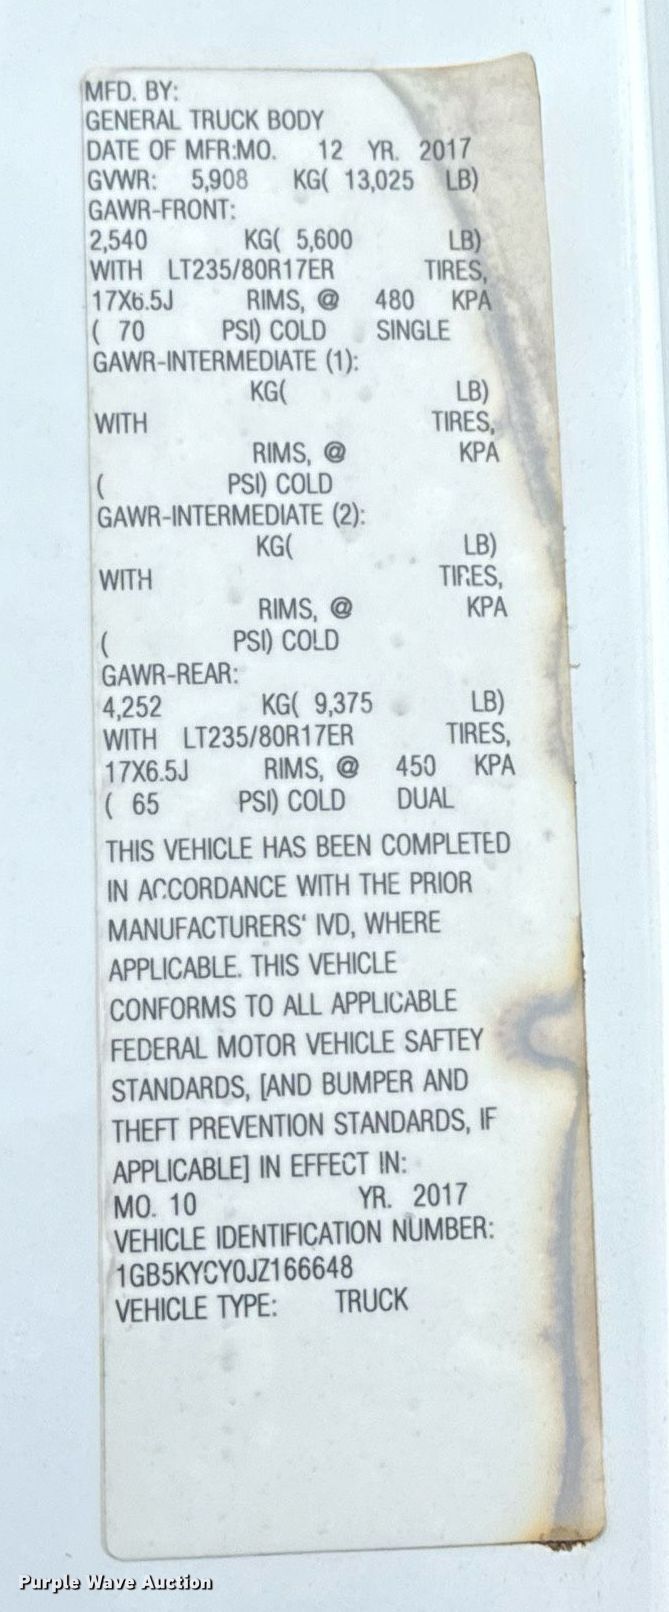 MFD. BY:
GENERAL TRUCK BODY
DATE OF MFR:MO. 12 YR. 2017
GVWR: 5,908 KG( 13,025 LB)
GAWR-FRONT:
2,540 KG( 5,600 LB)
WITH LT235/80R17ER TIRES,
17X6.5J RIMS, @ 480 KPA
( 70 PSI) COLD SINGLE
GAWR-INTERMEDIATE (1):
KG( LB)
WITH TIRES,
RIMS, @ KPA
( PSI) COLD
GAWR-INTERMEDIATE (2):
KG( LB)
WITH TIRES,
RIMS, @ KPA
( PSI) COLD
GAWR-REAR:
4,252 KG( 9,375 LB)
WITH LT235/80R17ER TIRES,
17X6.5J RIMS, @ 450 KPA
( 65 PSI) COLD DUAL
THIS VEHICLE HAS BEEN COMPLETED
IN ACCORDANCE WITH THE PRIOR
MANUFACTURERS' IVD, WHERE
APPLICABLE. THIS VEHICLE
CONFORMS TO ALL APPLICABLE
FEDERAL MOTOR VEHICLE SAFTEY
STANDARDS, [AND BUMPER AND
THEFT PREVENTION STANDARDS, IF
APPLICABLE] IN EFFECT IN:
MO. 10 YR. 2017
VEHICLE IDENTIFICATION NUMBER:
1GB5KYCY0JZ166648
VEHICLE TYPE: TRUCK
Purple Wave Auction